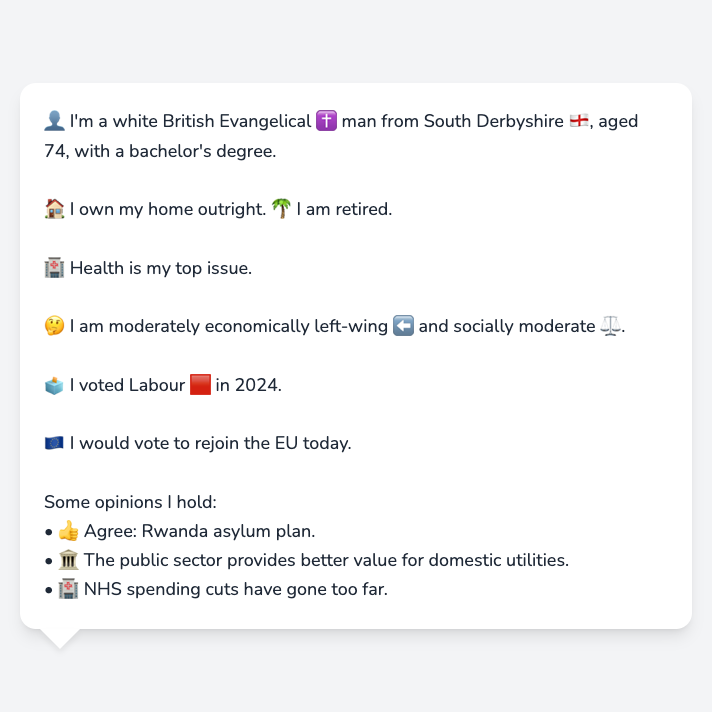 👤 I'm a white British Evangelical ✝️ man from South Derbyshire 🏴󠁧󠁢󠁥󠁮󠁧󠁿, aged
74, with a bachelor's degree.
🏠 I own my home outright. 🌴 I am retired.
🏥 Health is my top issue.
🤔 I am moderately economically left-wing ⬅️ and socially moderate ⚖️.
🗳️ I voted Labour 🟥 in 2024.
🇪🇺 I would vote to rejoin the EU today.
Some opinions I hold:
• 👍 Agree: Rwanda asylum plan.
• 🏛️ The public sector provides better value for domestic utilities.
• 🏥 NHS spending cuts have gone too far.